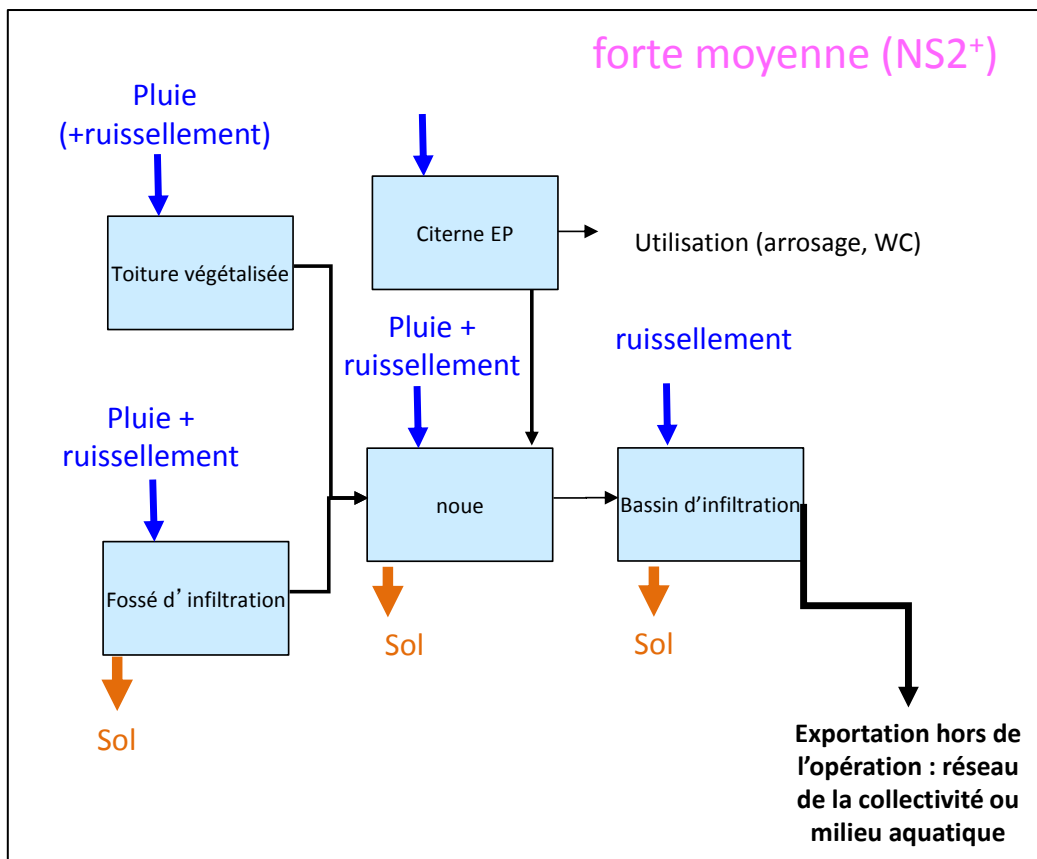 forte moyenne (NS2⁺)
Pluie
(+ruissellement)
Citerne EP
Utilisation (arrosage, WC)
Toiture végétalisée
Pluie +
ruissellement
ruissellement
Pluie +
ruissellement
noue
Bassin d’infiltration
Fossé d’ infiltration
Sol
Sol
Sol
Exportation hors de
l’opération : réseau
de la collectivité ou
milieu aquatique